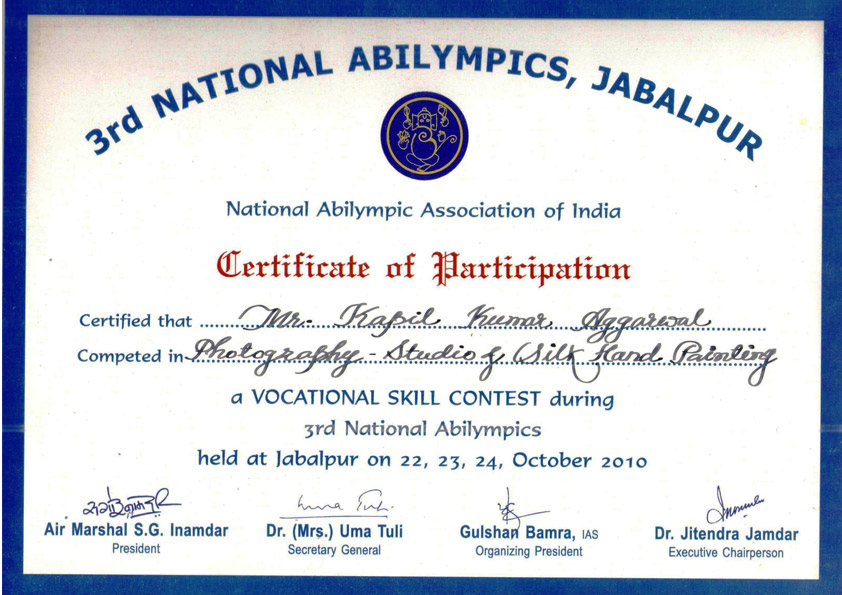 3rd NATIONAL ABILYMPICS, JABALPUR
National Abilympic Association of India
Certificate of Participation
Certified that Mr. Kapil Kumar Aggarwal
Competed in Photography - Studio & Silk Hand Painting
a VOCATIONAL SKILL CONTEST during
3rd National Abilympics
held at Jabalpur on 22, 23, 24, October 2010
Uma Tuli
Air Marshal S.G. Inamdar Dr. (Mrs.) Uma Tuli Gulshan Bamra, IAS Dr. Jitendra Jamdar
President Secretary General Organizing President Executive Chairperson